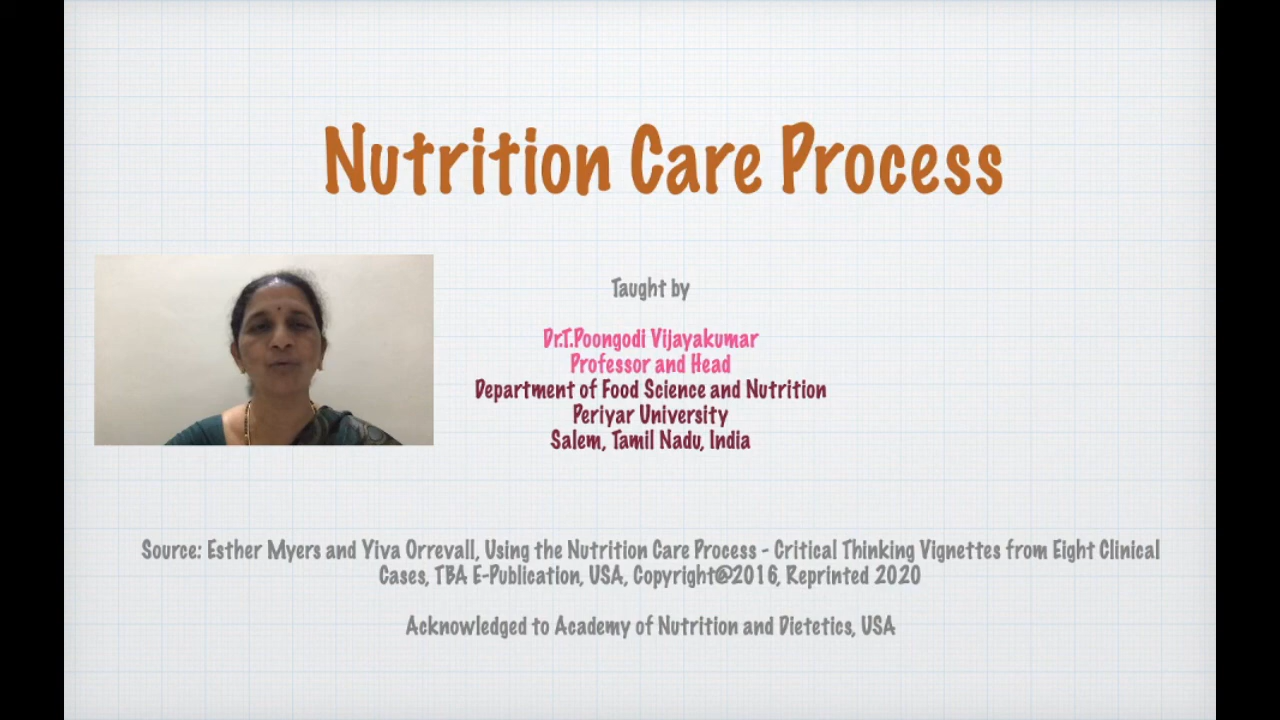 Nutrition Care Process
Taught by
Dr.T.Poongodi Vijayakumar
Professor and Head
Department of Food Science and Nutrition
Periyar University
Salem, Tamil Nadu, India
Source: Esther Myers and Yiva Orrevall, Using the Nutrition Care Process - Critical Thinking Vignettes from Eight Clinical
Cases, TBA E-Publication, USA, Copyright@2016, Reprinted 2020
Acknowledged to Academy of Nutrition and Dietetics, USA